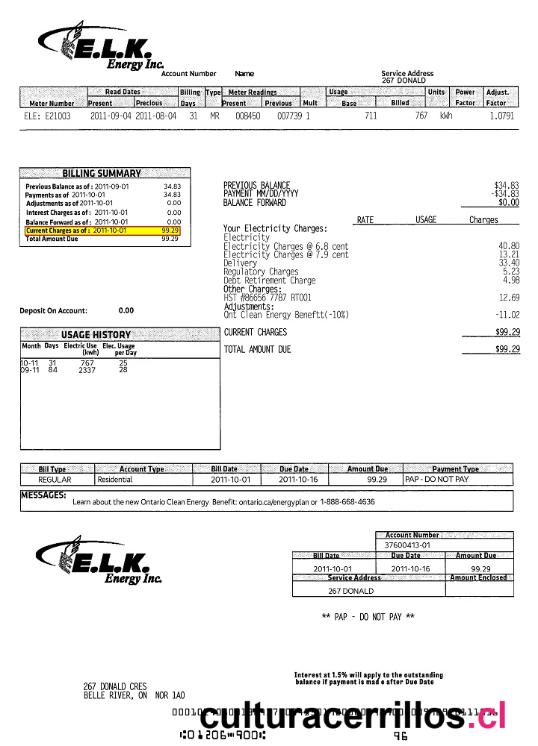 E.L.K.
Energy Inc.
Account Number Name Service Address
267 DONALD
Read Dates Billing Type Meter Readings Usage Units Power Adjust.
Meter Number Present Precious Days Present Previous Mult Base Billed Factor Factor
ELE: E21003 2011-09-04 2011-08-04 31 MR 008450 007739 1 711 767 kWh 1.0791
BILLING SUMMARY
Previous Balance as of : 2011-09-01 34.83
Payments as of 2011-10-01 34.83
Adjustments as of 2011-10-01 0.00
Interest Charges as of : 2011-10-01 0.00
Balance Forward as of : 2011-10-01 0.00
Current Charges as of : 2011-10-01 99.29
Total Amount Due 99.29
PREVIOUS BALANCE $34.83
PAYMENT MM/DD/YYYY -$34.83
BALANCE FORWARD $0.00
RATE USAGE Charges
Your Electricity Charges:
Electricity
Electricity Charges @ 6.8 cent 40.80
Electricity Charges @ 7.9 cent 13.21
Delivery 33.40
Regulatory Charges 5.23
Debt Retirement Charge 4.98
Other Charges:
HST #86656 7787 RT001 12.69
Adjustments:
Ont Clean Energy Beneftt(-10%) -11.02
Deposit On Account: 0.00
CURRENT CHARGES $99.29
TOTAL AMOUNT DUE $99.29
USAGE HISTORY
Month Days Electric Use Elec. Usage
(kwh) per Day
10-11 31 767 25
09-11 84 2337 28
Bill Type Account Type Bill Date Due Date Amount Due Payment Type
REGULAR Residential 2011-10-01 2011-10-16 99.29 PAP - DO NOT PAY
MESSAGES:
Learn about the new Ontario Clean Energy Benefit: ontario.ca/energyplan or 1-888-668-4636
E.L.K.
Energy Inc.
Account Number
37600413-01
Bill Date Due Date Amount Due
2011-10-01 2011-10-16 99.29
Service Address Amount Enclosed
267 DONALD
** PAP - DO NOT PAY **
Interest at 1.5% will apply to the outstanding
balance if payment is made after Due Date
267 DONALD CRES
BELLE RIVER, ON NOR 1A0
culturacerrillos.cl
96